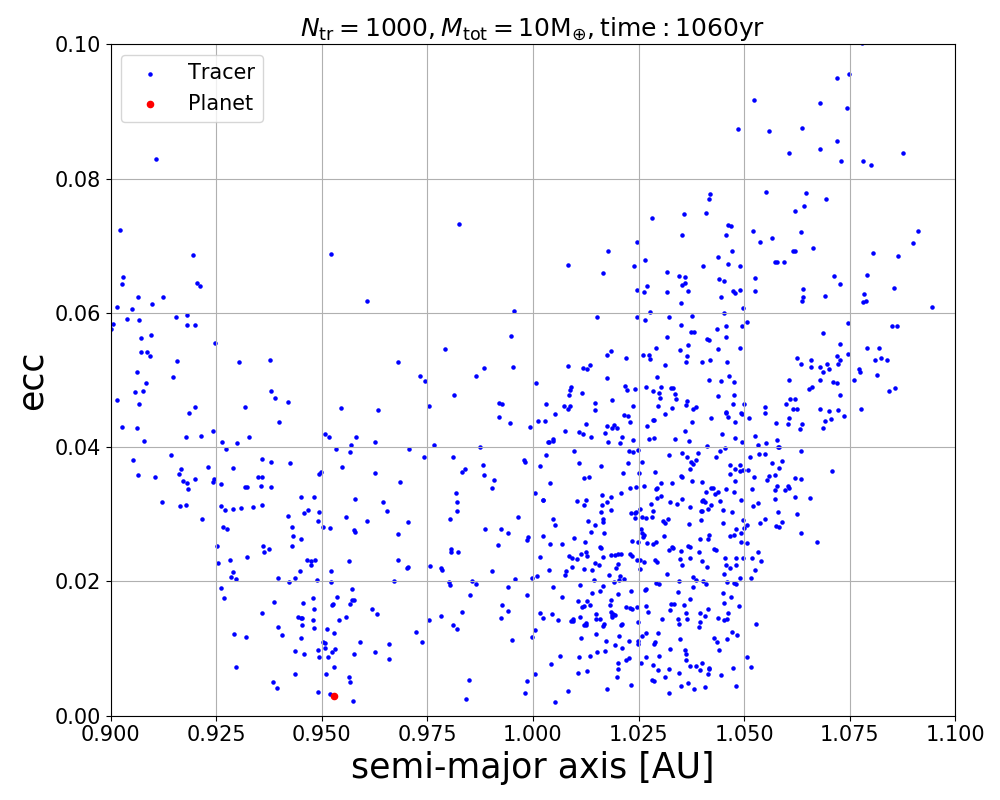 N_tr = 1000, M_tot = 10M_⊕, time : 1060yr
Tracer
Planet
ecc
0.10
0.08
0.06
0.04
0.02
0.00
0.900 0.925 0.950 0.975 1.000 1.025 1.050 1.075 1.100
semi-major axis [AU]